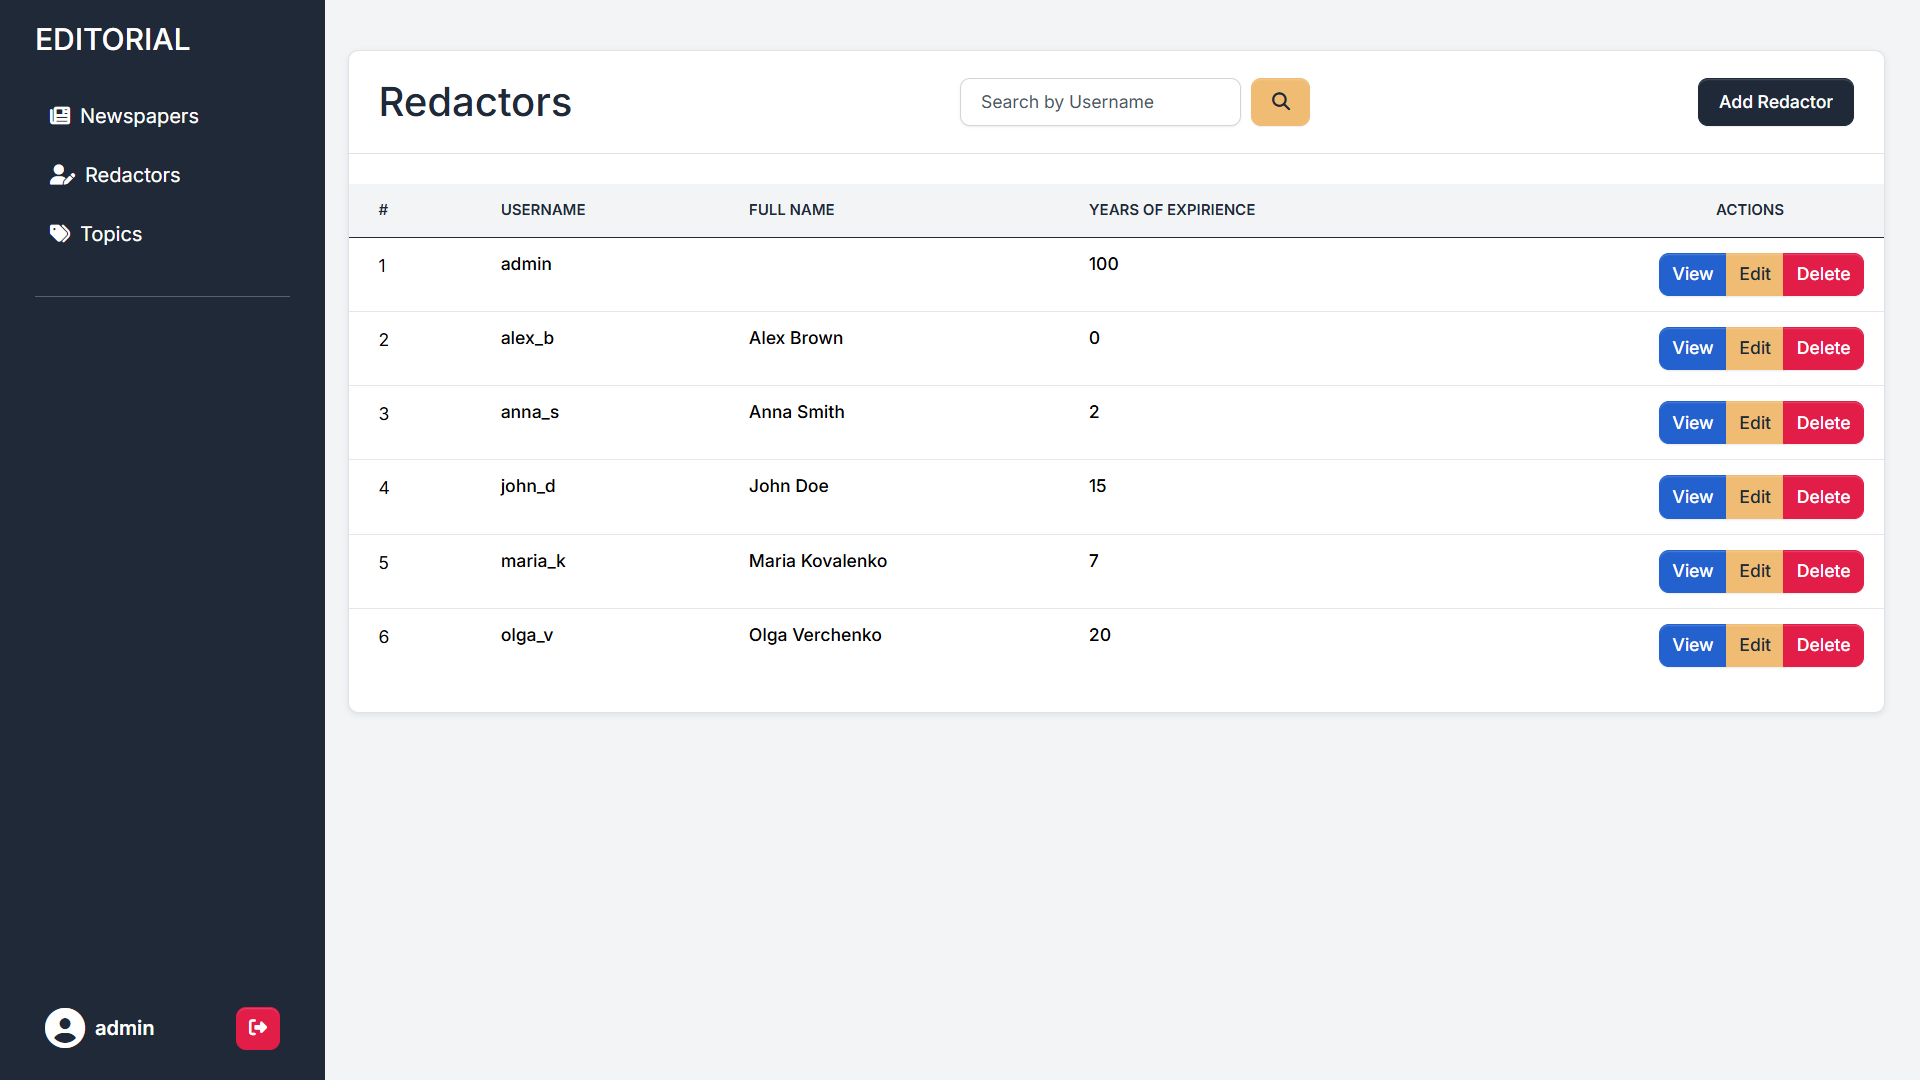 EDITORIAL
Newspapers
Redactors
Topics
admin
Redactors
Search by Username
Add Redactor
# USERNAME FULL NAME YEARS OF EXPIRIENCE ACTIONS
1 admin 100 View Edit Delete
2 alex_b Alex Brown 0 View Edit Delete
3 anna_s Anna Smith 2 View Edit Delete
4 john_d John Doe 15 View Edit Delete
5 maria_k Maria Kovalenko 7 View Edit Delete
6 olga_v Olga Verchenko 20 View Edit Delete